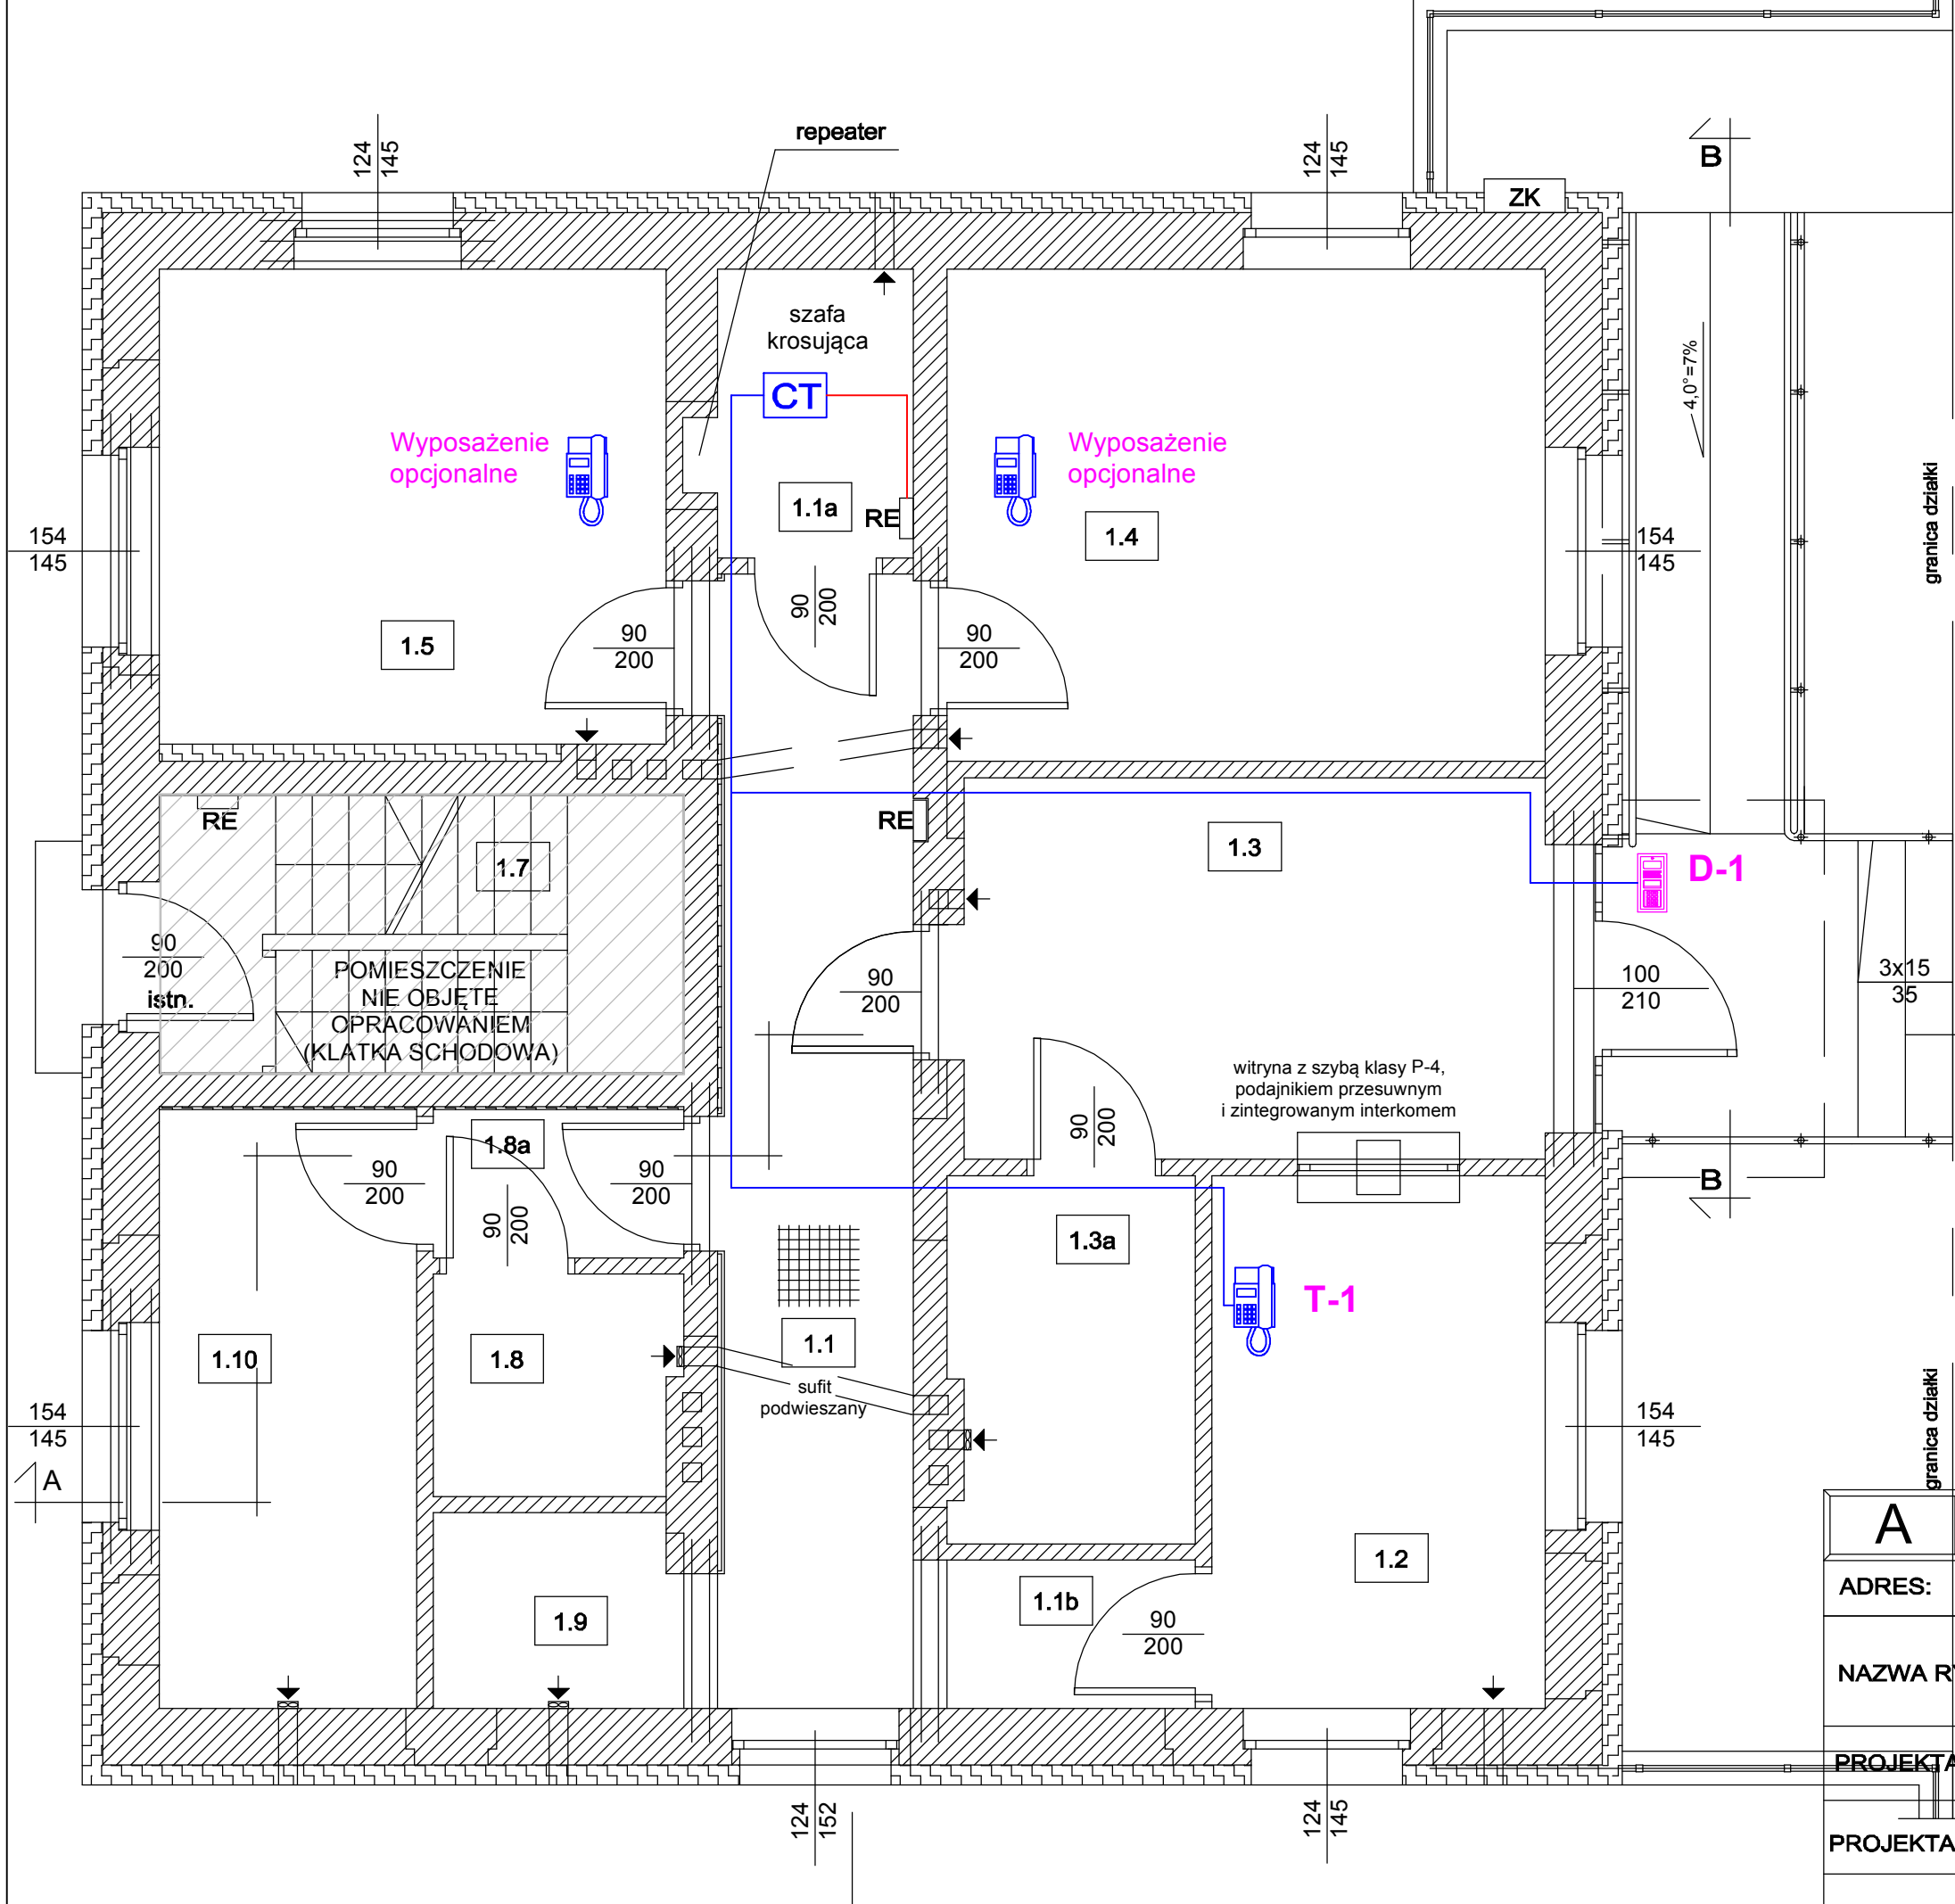 repeater
124
145
124
145
B
ZK
szafa
krosująca
CT
4,0°=7%
Wyposażenie
opcjonalne
Wyposażenie
opcjonalne
1.1a
RE
1.4
granica działki
154
145
154
145
90
200
1.5
90
200
90
200
RE
RE
1.3
1.7
D-1
90
200
istn.
POMIESZCZENIE
NIE OBJĘTE
OPRACOWANIEM
(KLATKA SCHODOWA)
90
200
100
210
3x15
35
witryna z szybą klasy P-4,
podajnikiem przesuwnym
i zintegrowanym interkomem
90
200
1.8a
90
200
90
200
90
200
B
1.3a
T-1
1.10
1.8
1.1
sufit
podwieszany
154
145
154
145
granica działki
A
A
1.2
ADRES:
1.1b
1.9
90
200
NAZWA RY
PROJEKTA
124
152
124
145
PROJEKTA